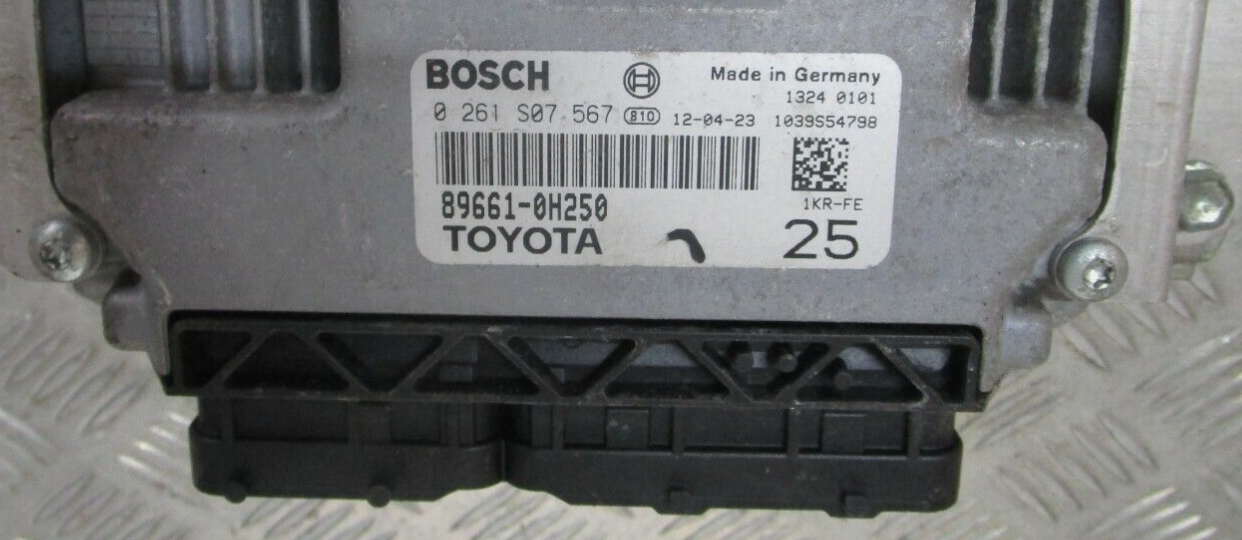 BOSCH Made in Germany
1324 0101
0 261 S07 567 810 12-04-23 1039S54798
89661-0H250 1KR-FE
TOYOTA 25